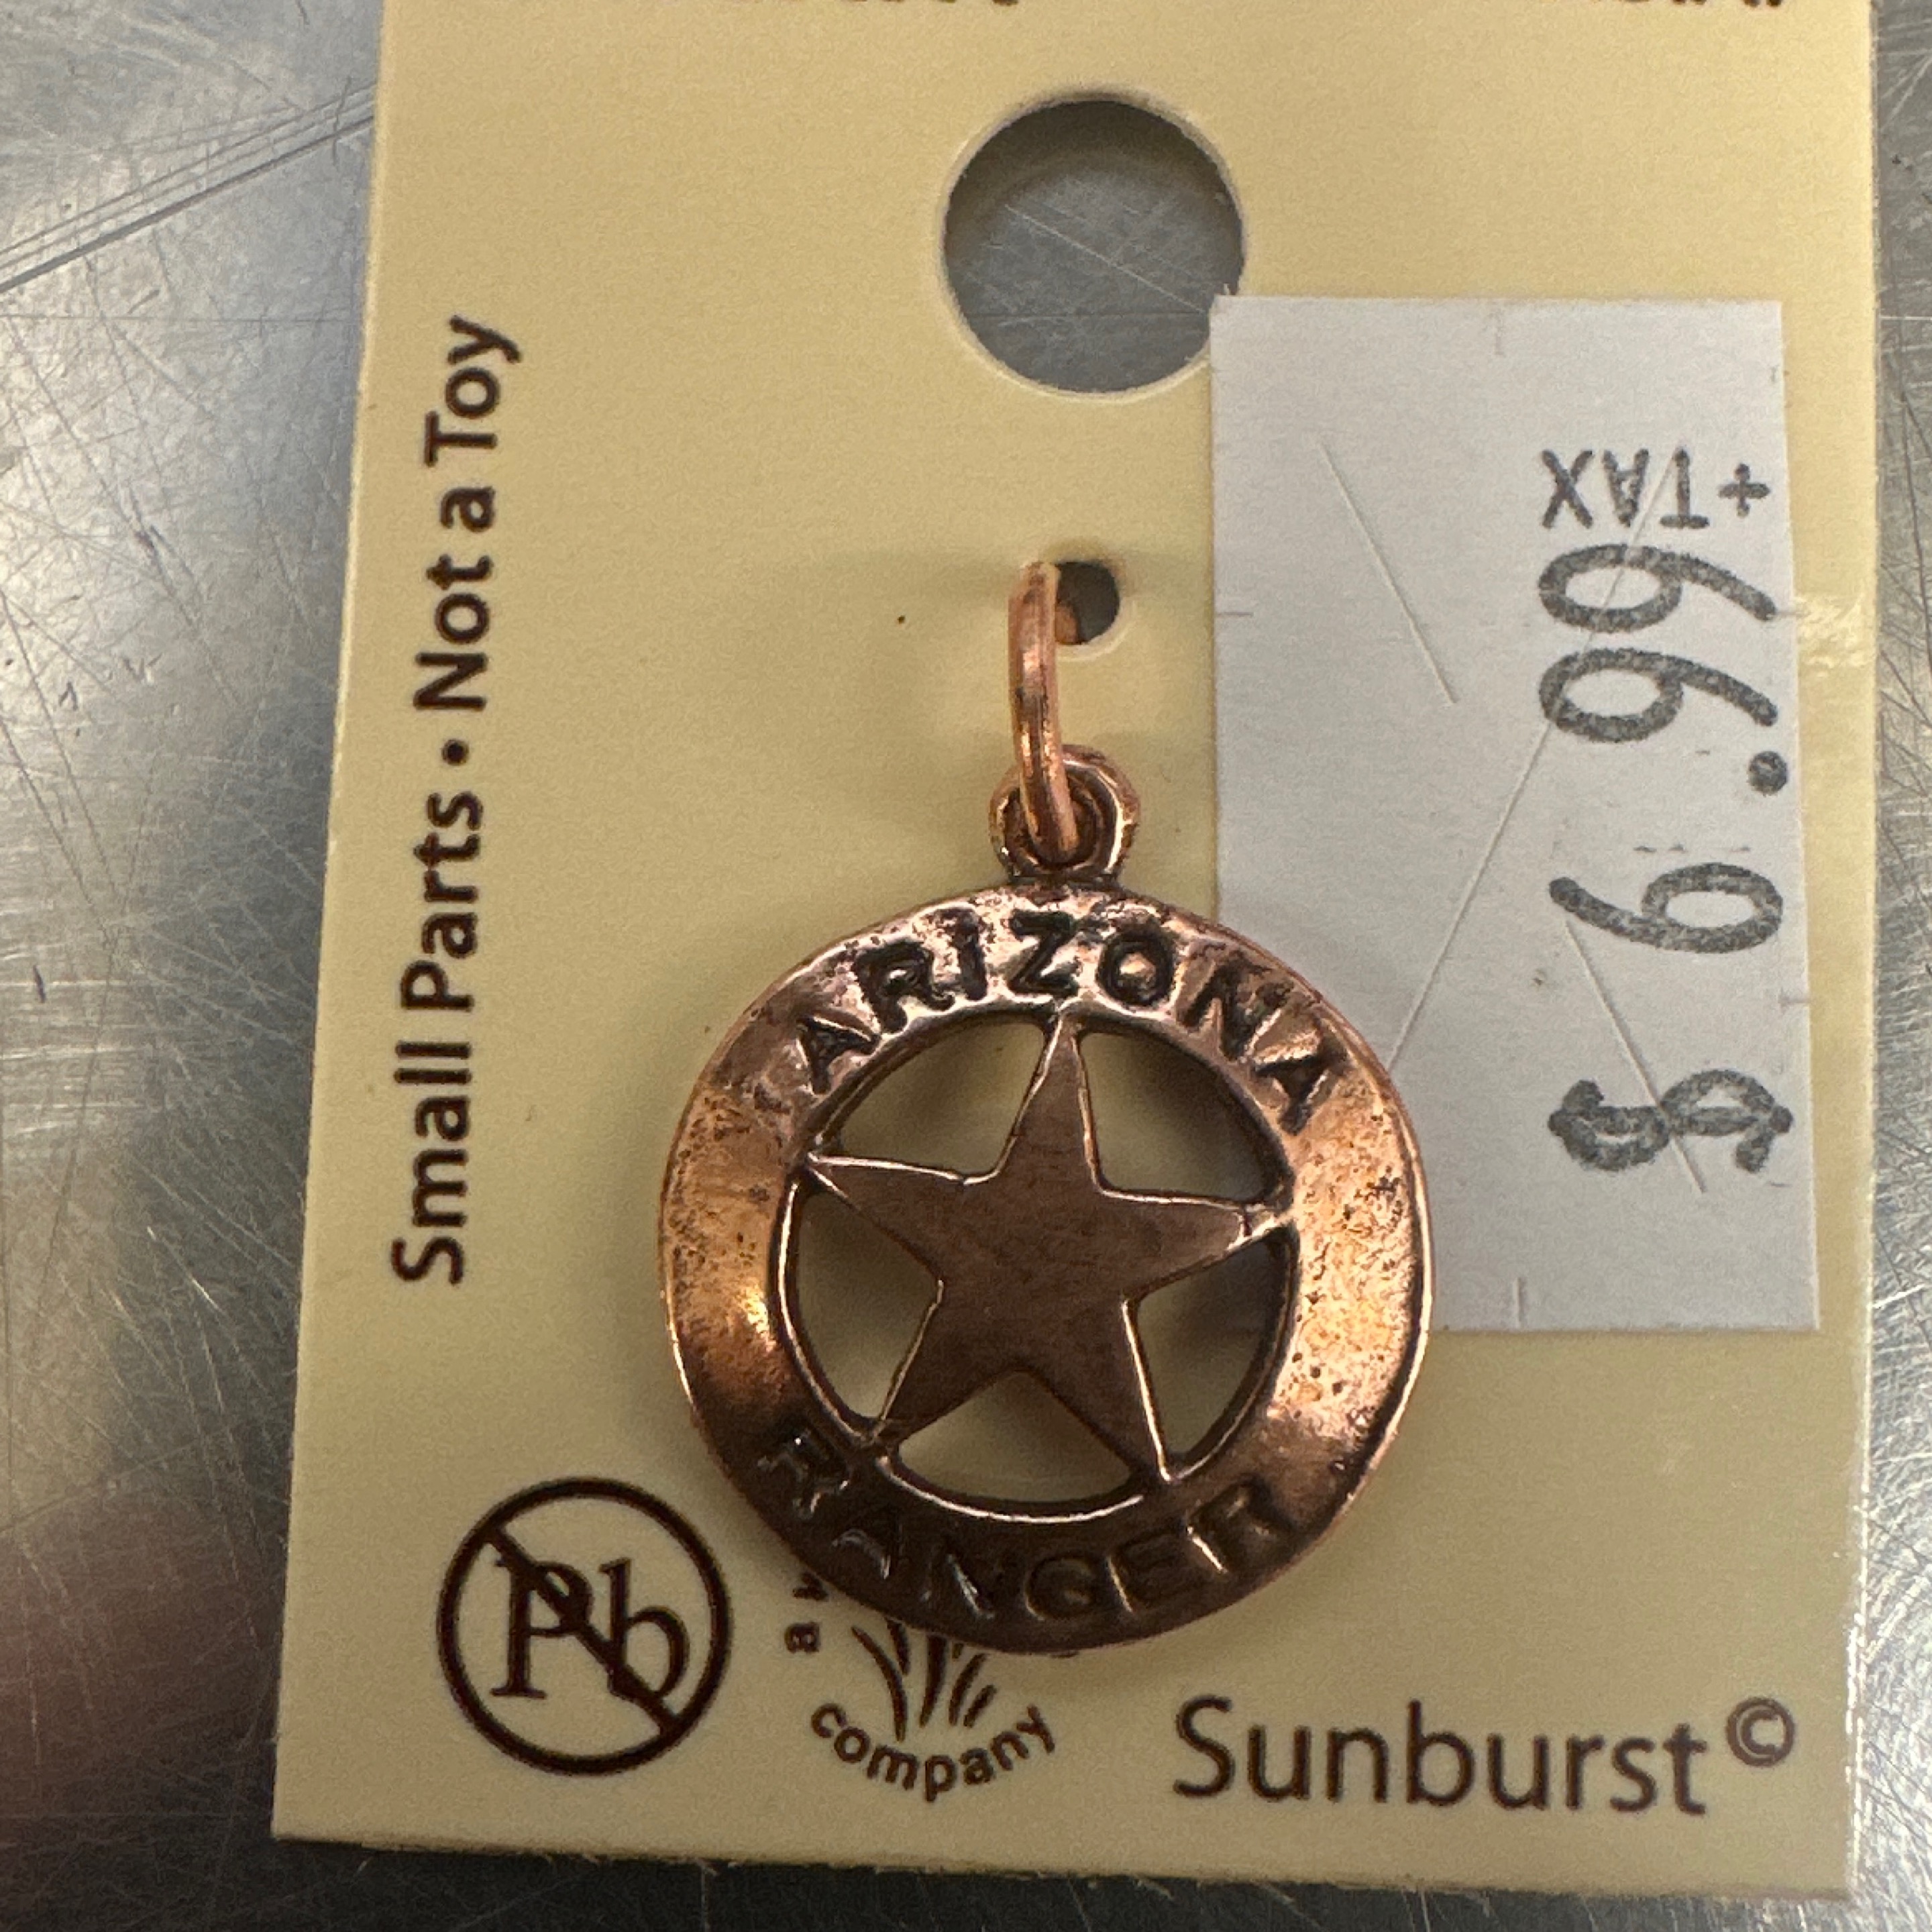 Small Parts • Not a Toy
+TAX
$ 6.99
ARIZONA
RANGER
Pb
a
company
Sunburst©